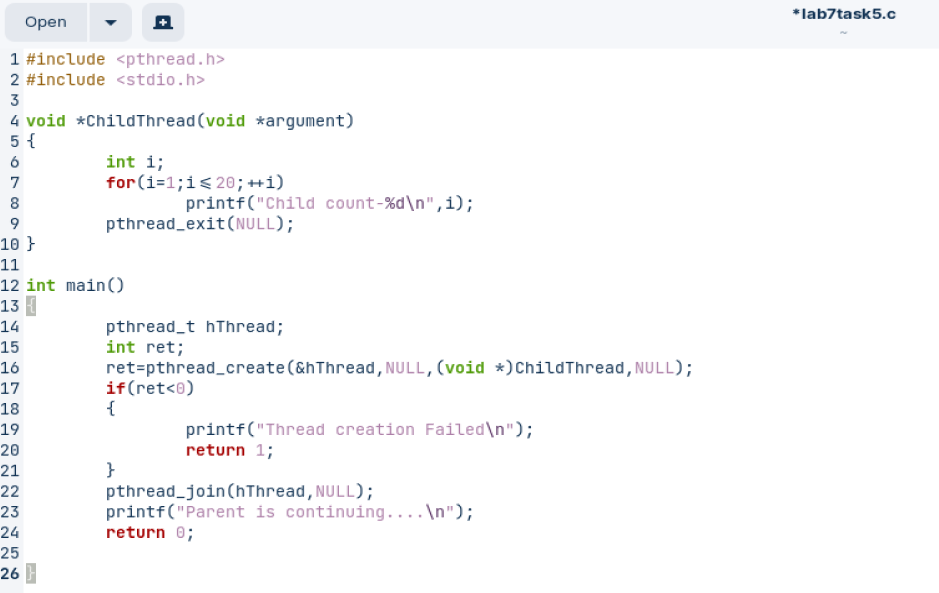 Open
*lab7task5.c
~
1 #include <pthread.h>
2 #include <stdio.h>
3
4 void *ChildThread(void *argument)
5 {
6         int i;
7         for(i=1;i<=20;++i)
8                 printf("Child count-%d\n",i);
9         pthread_exit(NULL);
10 }
11
12 int main()
13 {
14         pthread_t hThread;
15         int ret;
16         ret=pthread_create(&hThread,NULL,(void *)ChildThread,NULL);
17         if(ret<0)
18         {
19                 printf("Thread creation Failed\n");
20                 return 1;
21         }
22         pthread_join(hThread,NULL);
23         printf("Parent is continuing....\n");
24         return 0;
25
26 }